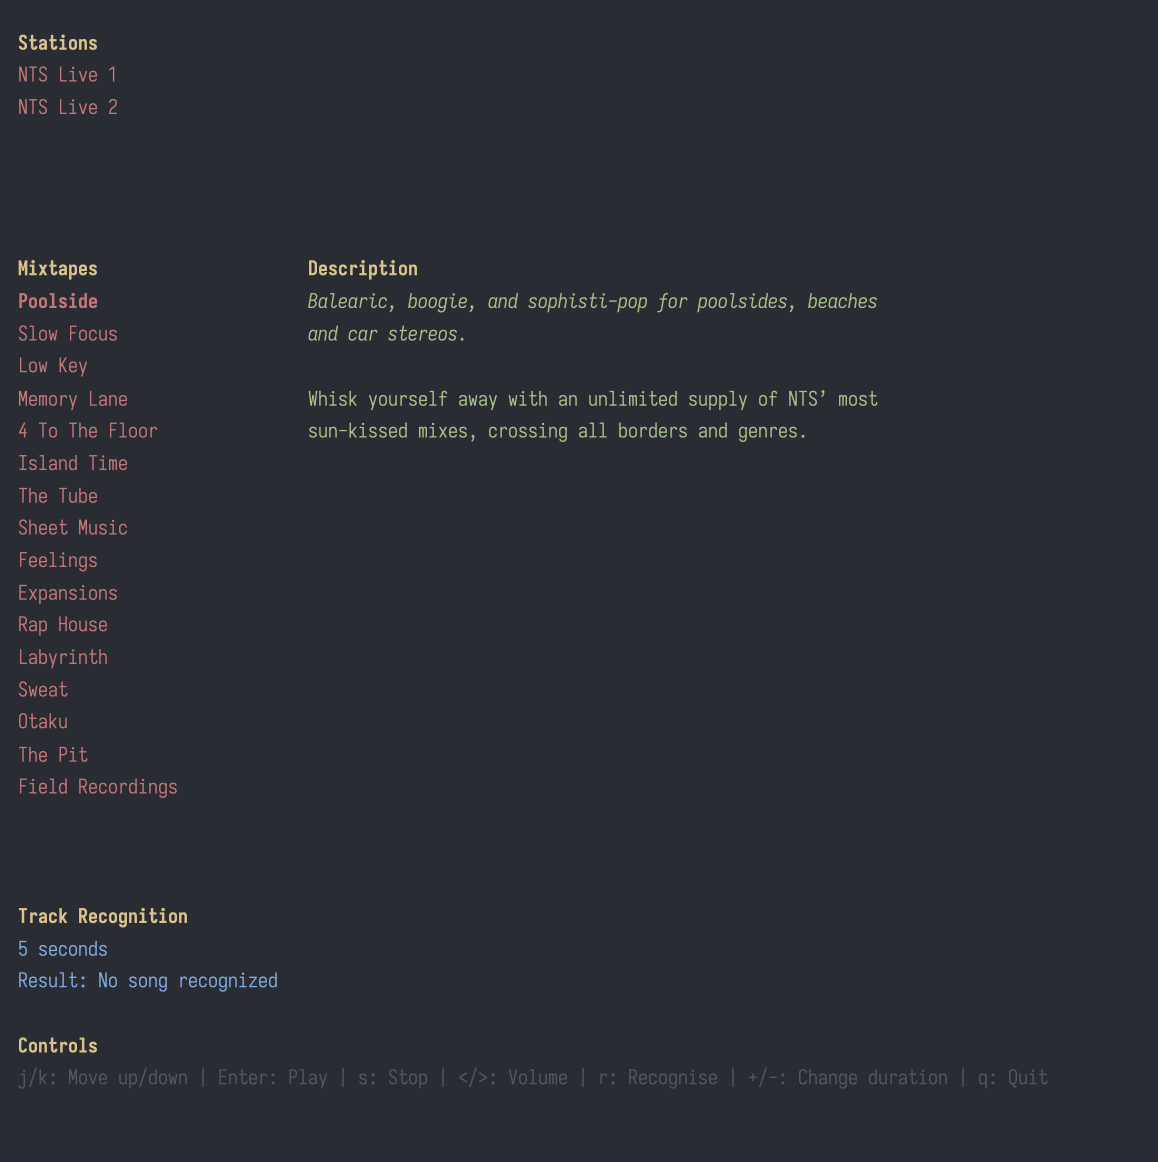 Stations
NTS Live 1
NTS Live 2
Mixtapes
Poolside
Slow Focus
Low Key
Memory Lane
4 To The Floor
Island Time
The Tube
Sheet Music
Feelings
Expansions
Rap House
Labyrinth
Sweat
Otaku
The Pit
Field Recordings
Description
Balearic, boogie, and sophisti-pop for poolsides, beaches
and car stereos.
Whisk yourself away with an unlimited supply of NTS’ most
sun-kissed mixes, crossing all borders and genres.
Track Recognition
5 seconds
Result: No song recognized
Controls
j/k: Move up/down | Enter: Play | s: Stop | </>: Volume | r: Recognise | +/-: Change duration | q: Quit